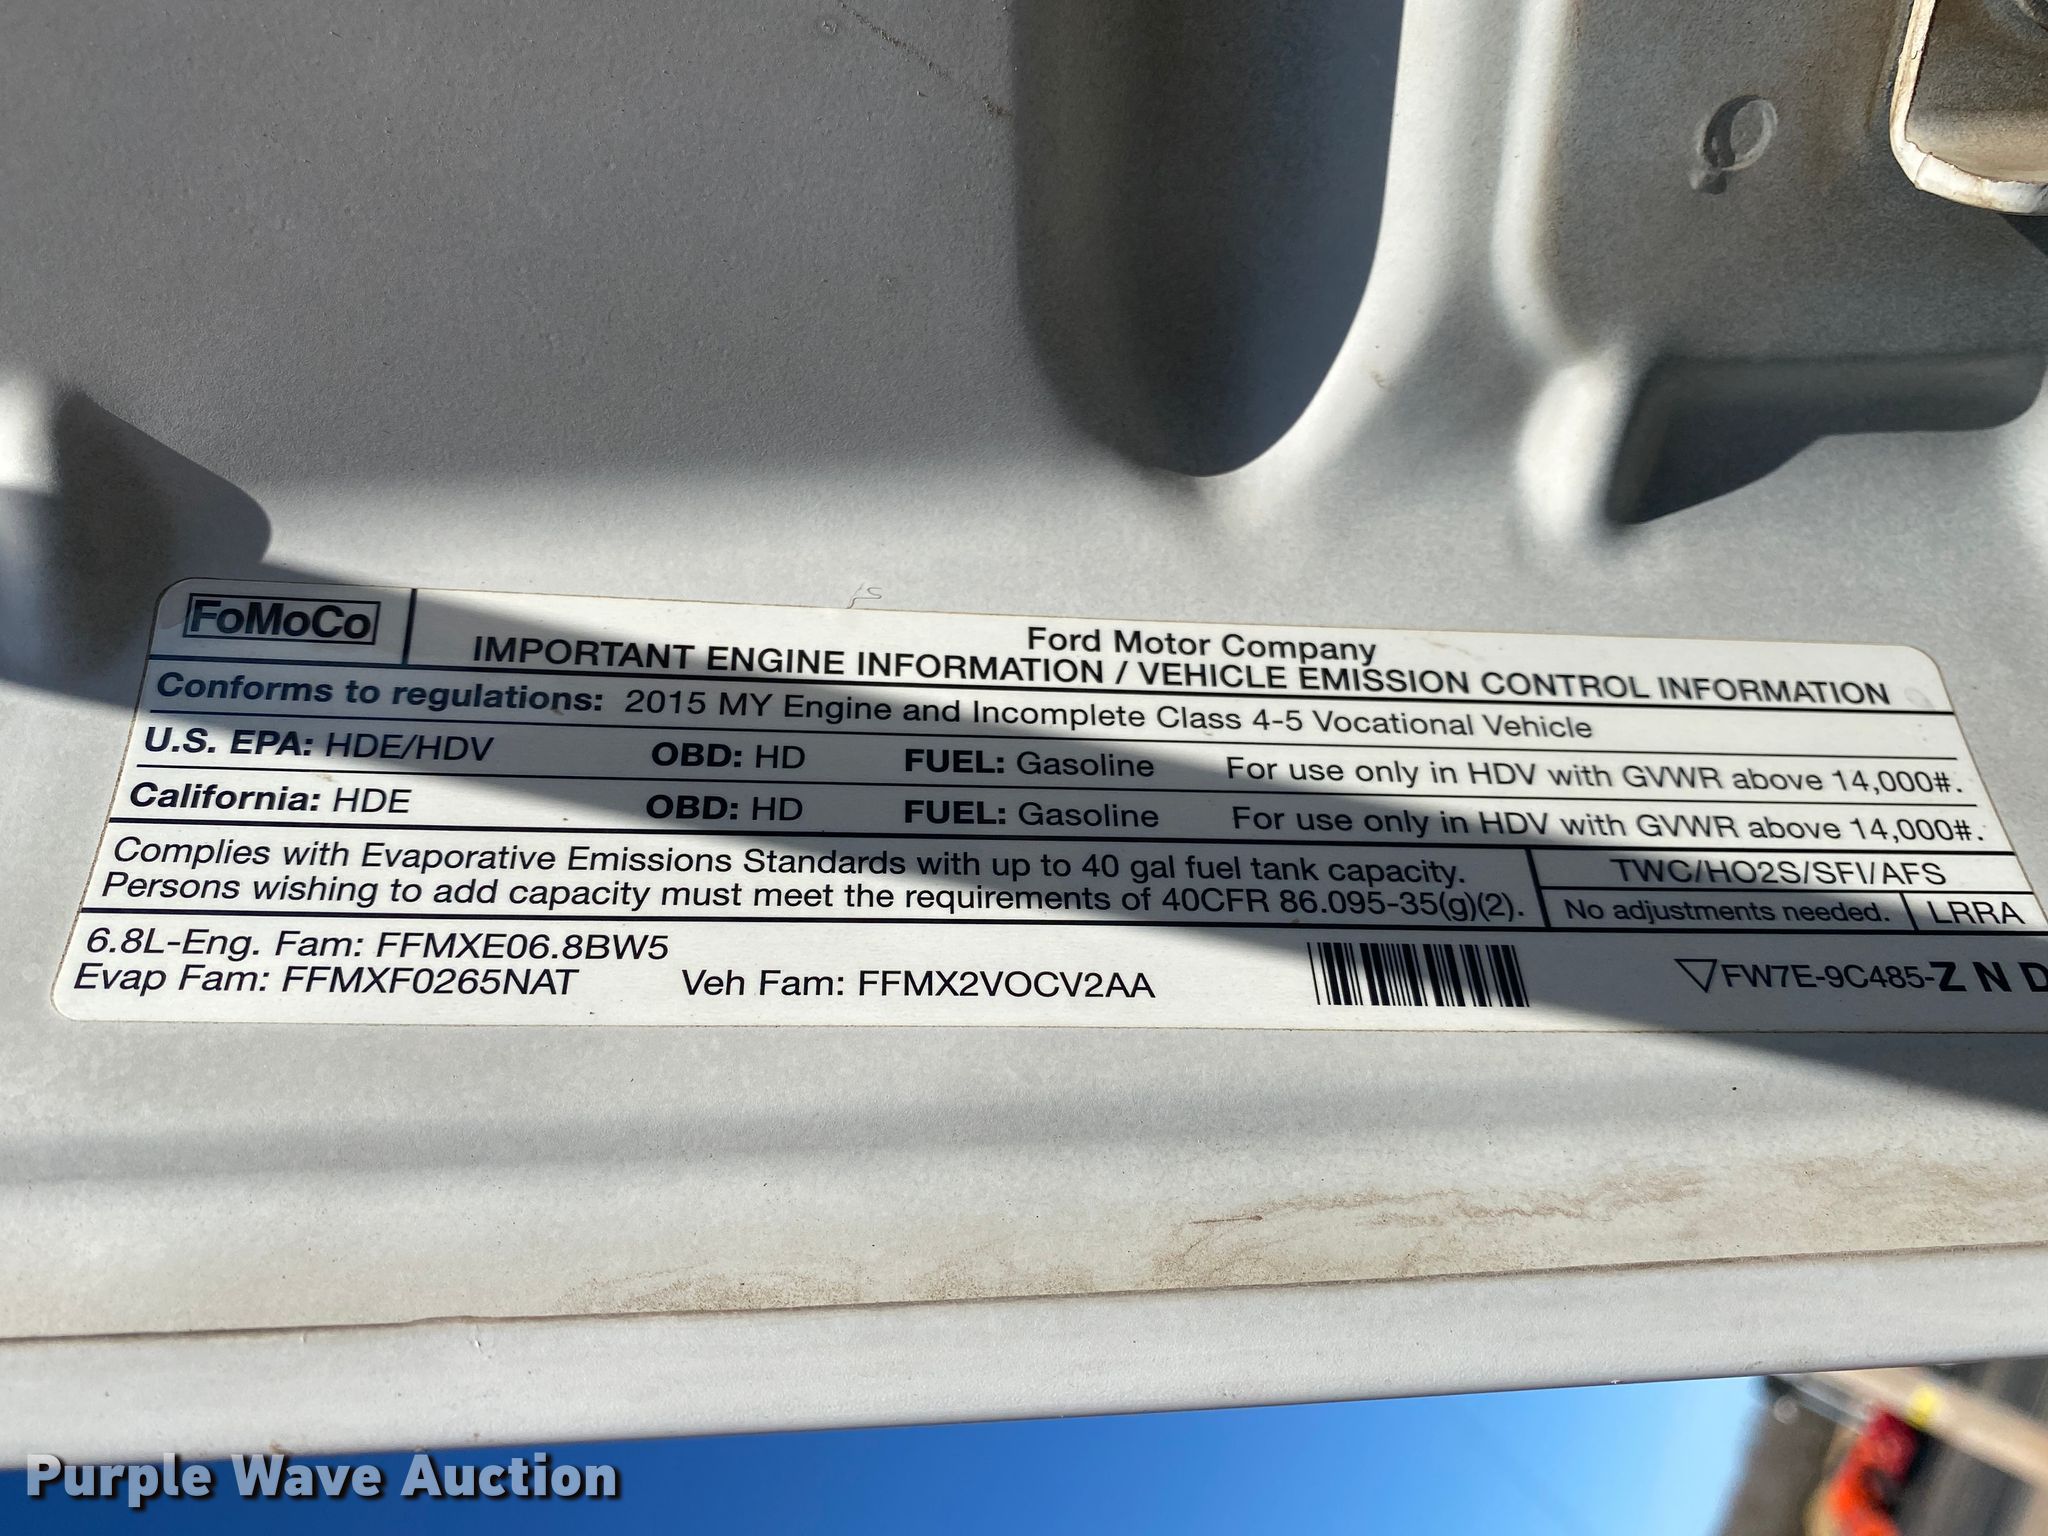 FoMoCo
Ford Motor Company
IMPORTANT ENGINE INFORMATION / VEHICLE EMISSION CONTROL INFORMATION
Conforms to regulations: 2015 MY Engine and Incomplete Class 4-5 Vocational Vehicle
U.S. EPA: HDE/HDV OBD: HD FUEL: Gasoline For use only in HDV with GVWR above 14,000#.
California: HDE OBD: HD FUEL: Gasoline For use only in HDV with GVWR above 14,000#.
Complies with Evaporative Emissions Standards with up to 40 gal fuel tank capacity.
Persons wishing to add capacity must meet the requirements of 40CFR 86.095-35(g)(2).
TWC/HO2S/SFI/AFS
No adjustments needed. LRRA
6.8L-Eng. Fam: FFMXE06.8BW5
Evap Fam: FFMXF0265NAT Veh Fam: FFMX2VOCV2AA
FW7E-9C485-Z N D
Purple Wave Auction